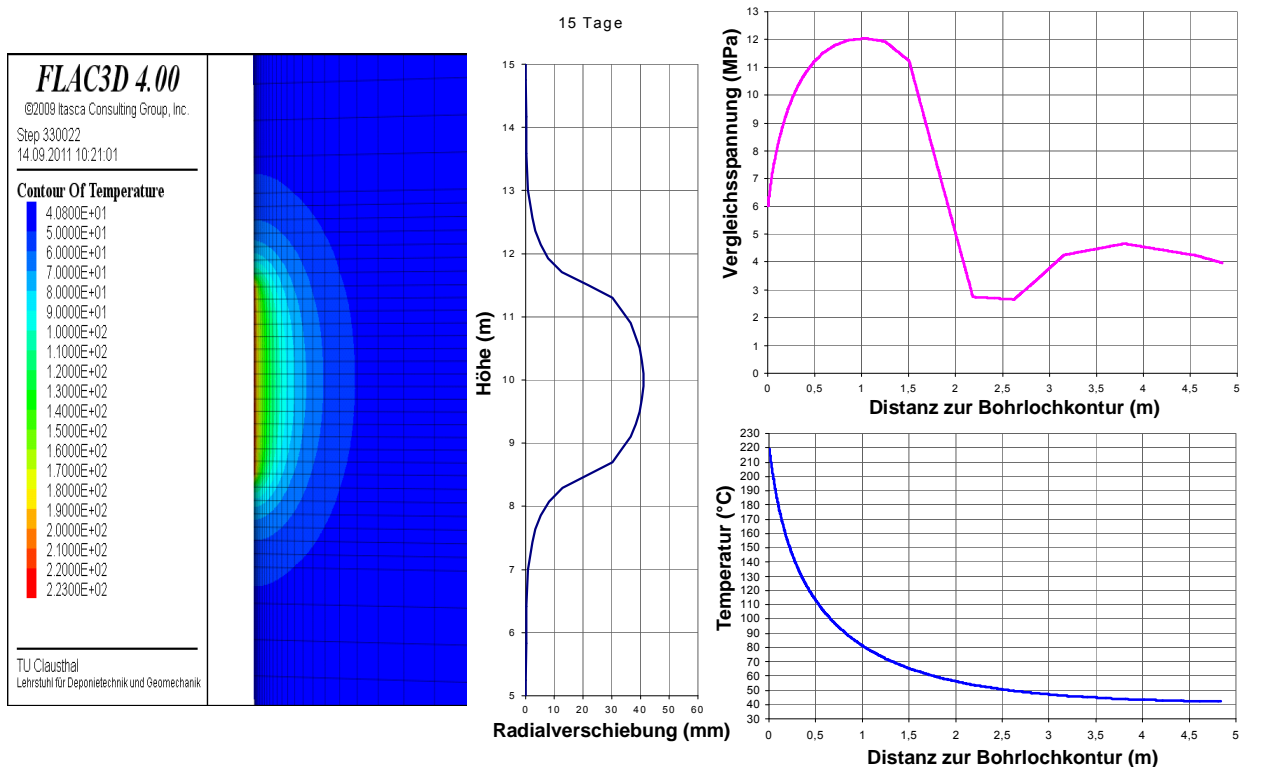 FLAC3D 4.00
©2009 Itasca Consulting Group, Inc.
Step 330022
14.09.2011 10:21:01
Contour Of Temperature
4.0800E+01
5.0000E+01
6.0000E+01
7.0000E+01
8.0000E+01
9.0000E+01
1.0000E+02
1.1000E+02
1.2000E+02
1.3000E+02
1.4000E+02
1.5000E+02
1.6000E+02
1.7000E+02
1.8000E+02
1.9000E+02
2.0000E+02
2.1000E+02
2.2000E+02
2.2300E+02
TU Clausthal
Lehrstuhl für Deponietechnik und Geomechanik
15 Tage
Höhe (m)
15
14
13
12
11
10
9
8
7
6
5
0 10 20 30 40 50 60
Radialverschiebung (mm)
Vergleichsspannung (MPa)
13
12
11
10
9
8
7
6
5
4
3
2
1
0
0 0,5 1 1,5 2 2,5 3 3,5 4 4,5 5
Distanz zur Bohrlochkontur (m)
Temperatur (°C)
230
220
210
200
190
180
170
160
150
140
130
120
110
100
90
80
70
60
50
40
30
0 0,5 1 1,5 2 2,5 3 3,5 4 4,5 5
Distanz zur Bohrlochkontur (m)